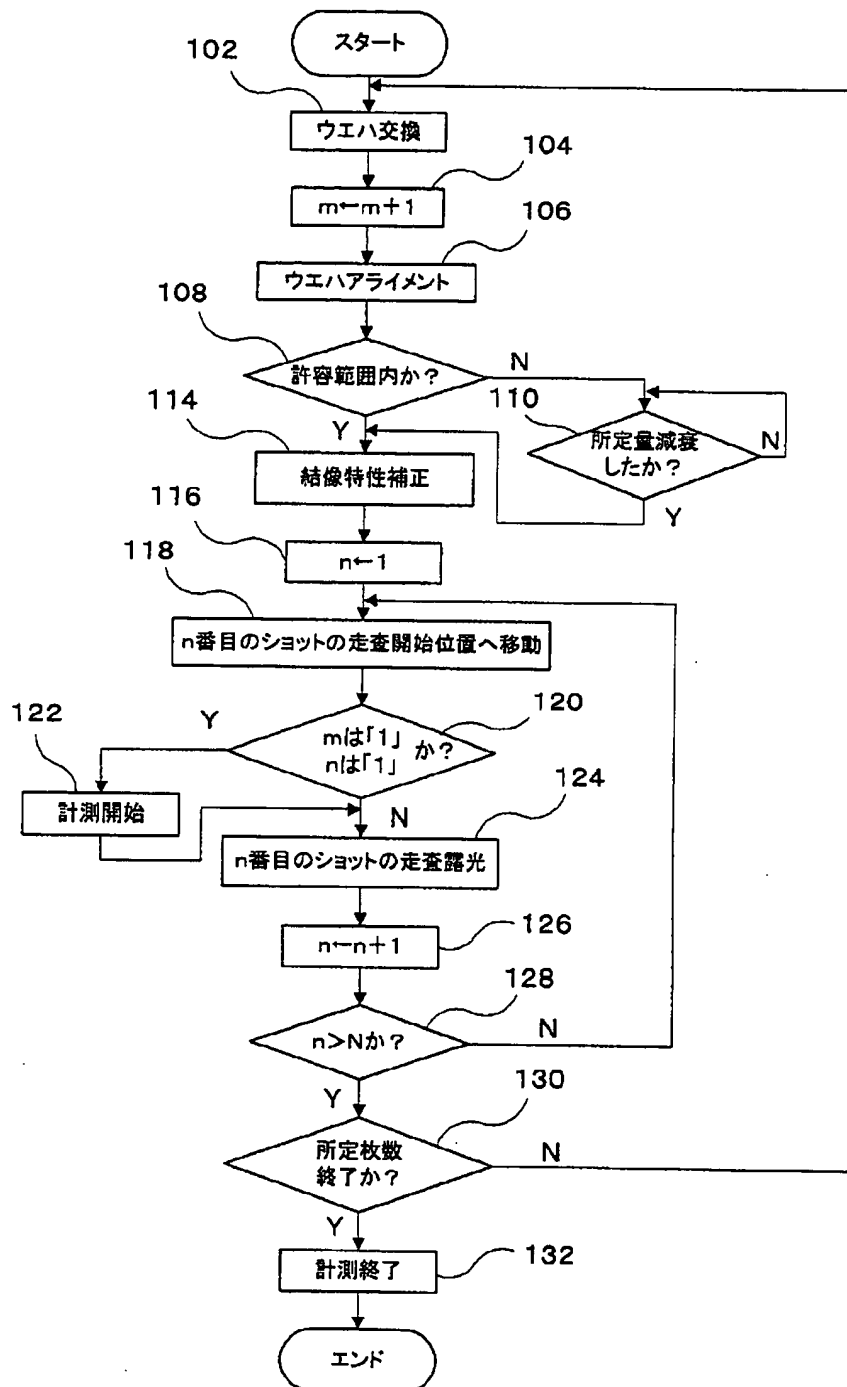 スタート
102
ウエハ交換
104
m←m+1
106
ウエハアライメント
108
許容範囲内か?
N
110
所定量減衰
したか?
N
Y
Y
114
結像特性補正
116
n←1
118
n番目のショットの走査開始位置へ移動
120
mは「1」
nは「1」
か?
Y
122
計測開始
N
124
n番目のショットの走査露光
126
n←n+1
128
n>Nか?
N
Y
130
所定枚数
終了か?
N
Y
132
計測終了
エンド